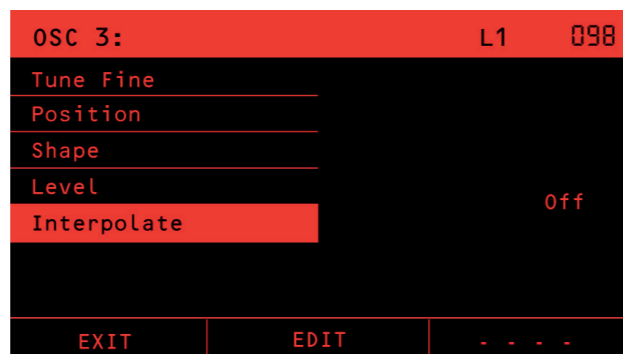 OSC 3: L1 098
Tune Fine
Position
Shape
Level
Off
Interpolate
EXIT EDIT - - - -